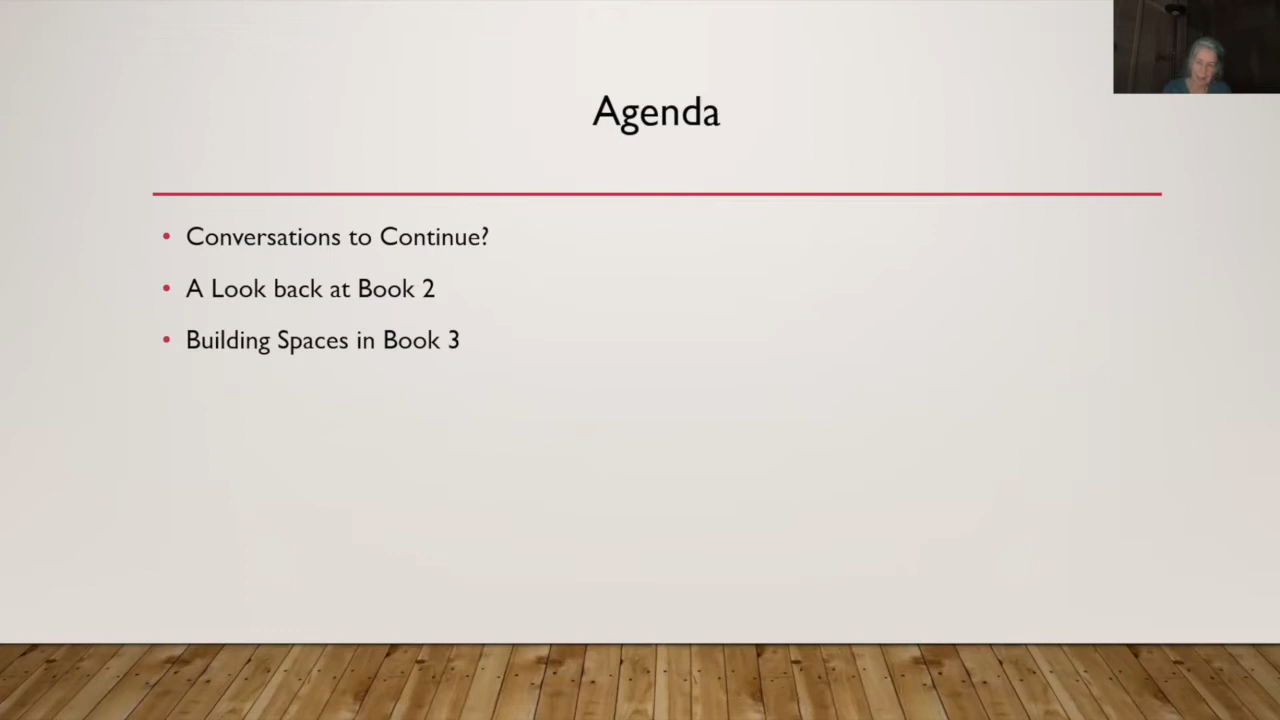 Agenda
• Conversations to Continue?
• A Look back at Book 2
• Building Spaces in Book 3